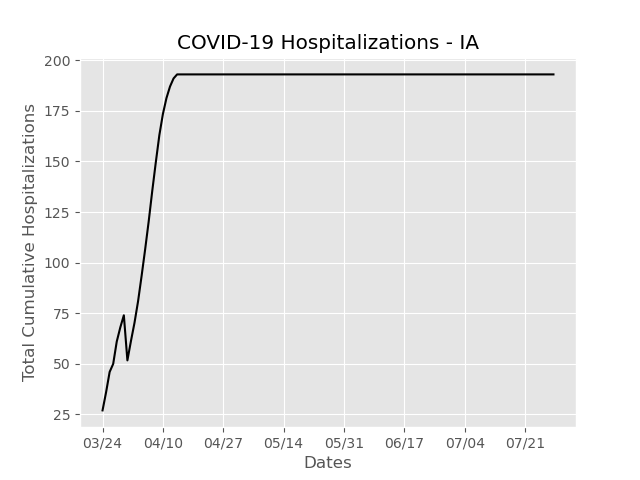 COVID-19 Hospitalizations - IA
Total Cumulative Hospitalizations
200
175
150
125
100
75
50
25
03/24 04/10 04/27 05/14 05/31 06/17 07/04 07/21
Dates